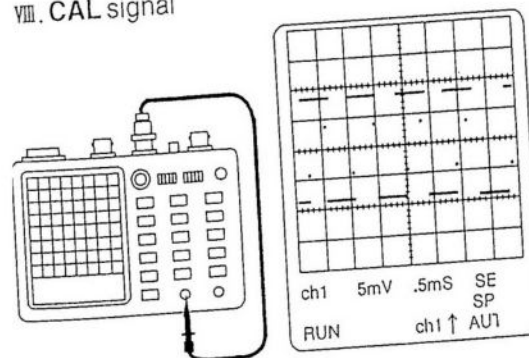 Ⅷ. CAL signal
ch1 5mV .5mS SE
SP
RUN ch1↑ AUT